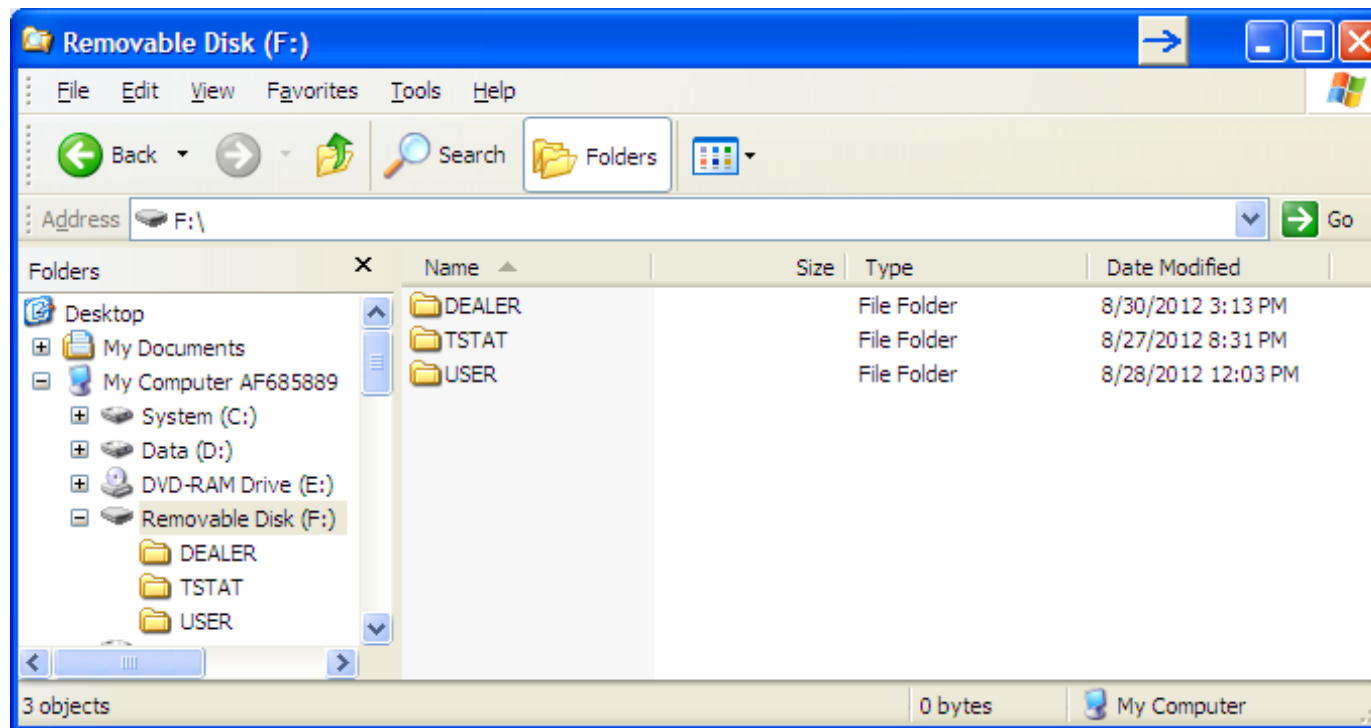 Removable Disk (F:)
File Edit View Favorites Tools Help
Back Search Folders
Address F:\ Go
Folders Name Size Type Date Modified
Desktop
My Documents
My Computer AF685889
System (C:)
Data (D:)
DVD-RAM Drive (E:)
Removable Disk (F:)
DEALER
TSTAT
USER
DEALER File Folder 8/30/2012 3:13 PM
TSTAT File Folder 8/27/2012 8:31 PM
USER File Folder 8/28/2012 12:03 PM
3 objects 0 bytes My Computer